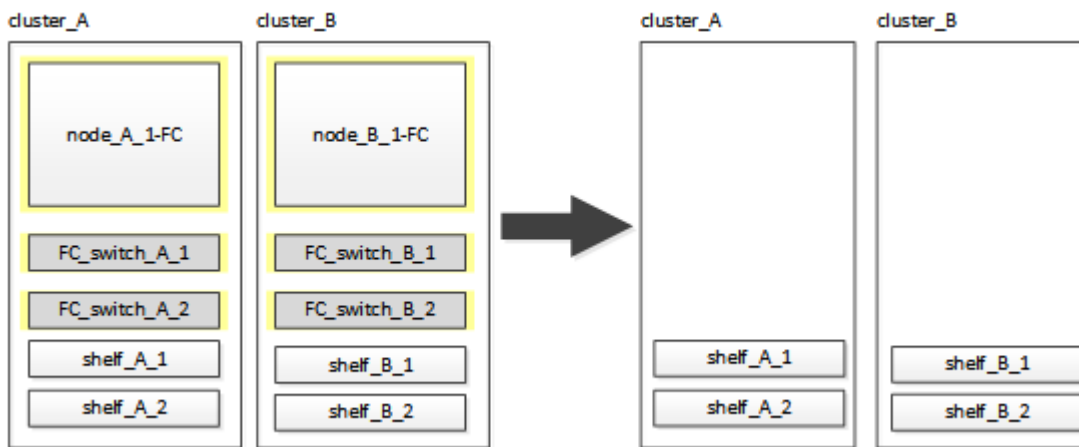 cluster_A
cluster_B
cluster_A
cluster_B
node_A_1-FC
node_B_1-FC
FC_switch_A_1
FC_switch_B_1
FC_switch_A_2
FC_switch_B_2
shelf_A_1
shelf_B_1
shelf_A_1
shelf_B_1
shelf_A_2
shelf_B_2
shelf_A_2
shelf_B_2